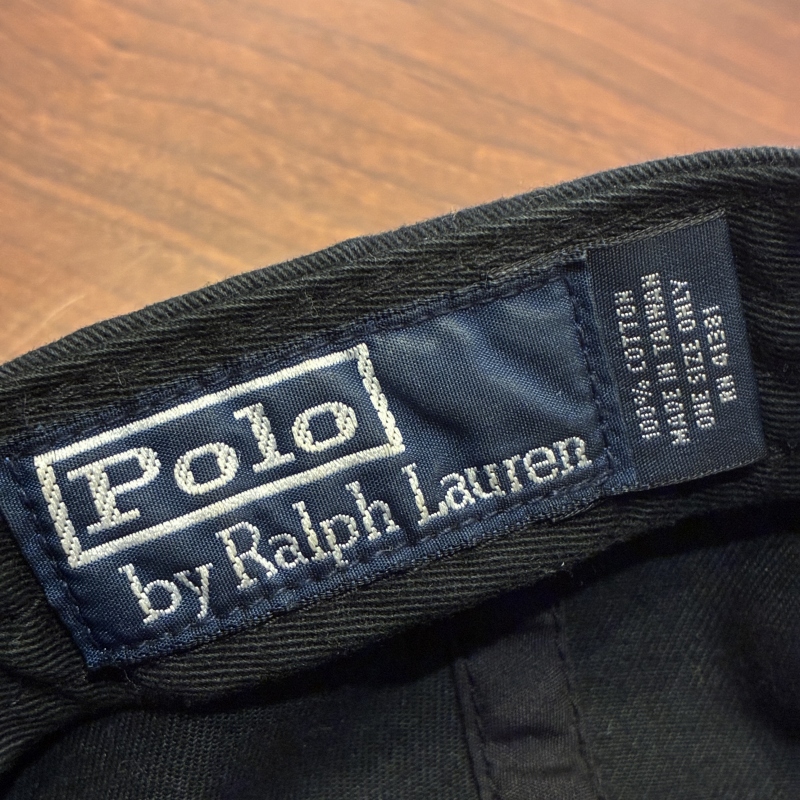 Polo
by Ralph Lauren
100% COTTON
MADE IN TAIWAN
ONE SIZE ONLY
RN 41381